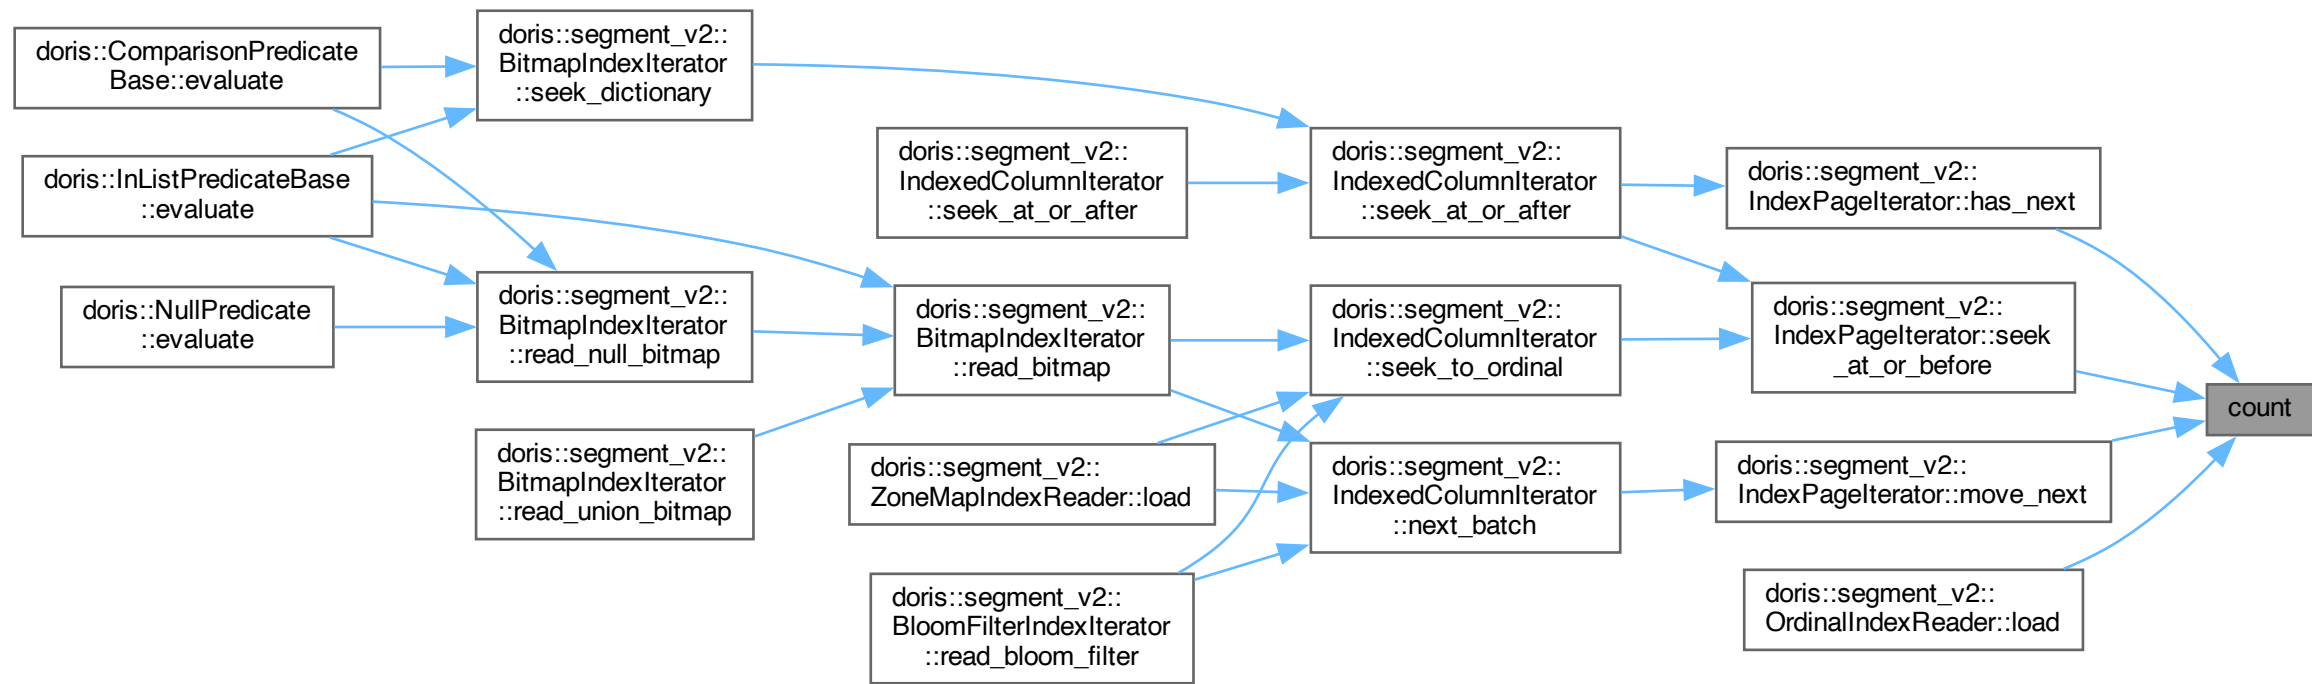 doris::ComparisonPredicate
Base::evaluate
doris::InListPredicateBase
::evaluate
doris::NullPredicate
::evaluate
doris::segment_v2::
BitmapIndexIterator
::seek_dictionary
doris::segment_v2::
BitmapIndexIterator
::read_null_bitmap
doris::segment_v2::
BitmapIndexIterator
::read_union_bitmap
doris::segment_v2::
IndexedColumnIterator
::seek_at_or_after
doris::segment_v2::
BitmapIndexIterator
::read_bitmap
doris::segment_v2::
ZoneMapIndexReader::load
doris::segment_v2::
BloomFilterIndexIterator
::read_bloom_filter
doris::segment_v2::
IndexedColumnIterator
::seek_at_or_after
doris::segment_v2::
IndexedColumnIterator
::seek_to_ordinal
doris::segment_v2::
IndexedColumnIterator
::next_batch
doris::segment_v2::
IndexPageIterator::has_next
doris::segment_v2::
IndexPageIterator::seek
_at_or_before
doris::segment_v2::
IndexPageIterator::move_next
doris::segment_v2::
OrdinalIndexReader::load
count